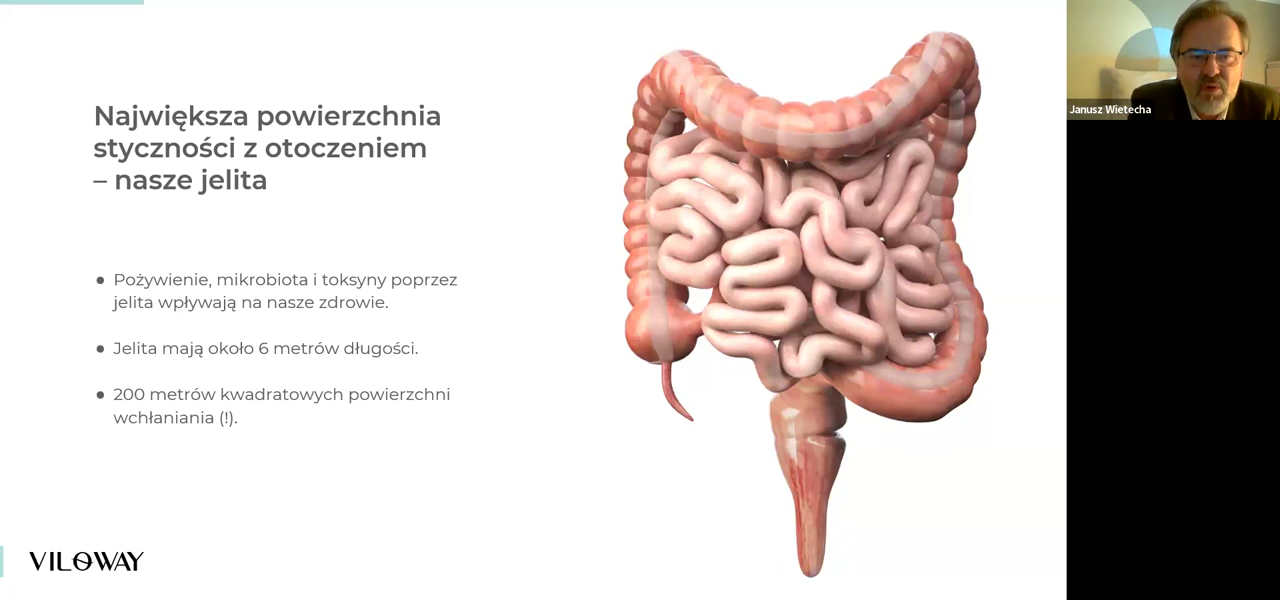 Największa powierzchnia
styczności z otoczeniem
– nasze jelita
● Pożywienie, mikrobiota i toksyny poprzez
jelita wpływają na nasze zdrowie.
● Jelita mają około 6 metrów długości.
● 200 metrów kwadratowych powierzchni
wchłaniania (!).
VILOWAY
Janusz Wietecha